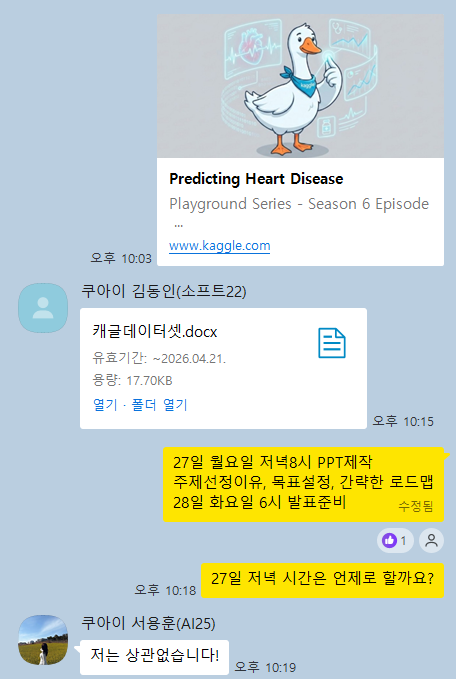 Predicting Heart Disease
Playground Series - Season 6 Episode
...
www.kaggle.com
오후 10:03
쿠아이 김동인(소프트22)
캐글데이터셋.docx
유효기간: ~2026.04.21.
용량: 17.70KB
열기 · 폴더 열기
오후 10:15
27일 월요일 저녁8시 PPT제작
주제선정이유, 목표설정, 간략한 로드맵
28일 화요일 6시 발표준비
수정됨
1
27일 저녁 시간은 언제로 할까요?
오후 10:18
쿠아이 서용훈(AI25)
저는 상관없습니다!
오후 10:19